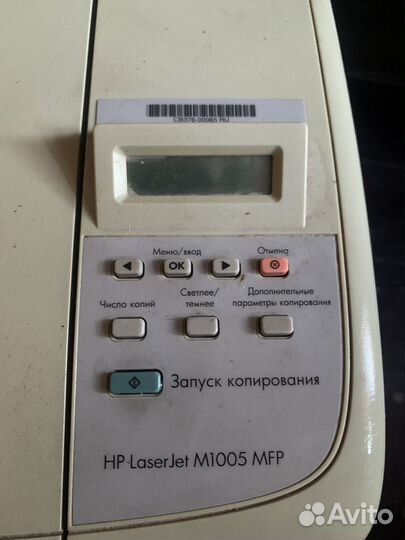 CB376-00065 RU
Меню/ввод
Отмена
OK
Число копий
Светлее/
темнее
Дополнительные
параметры копирования
Запуск копирования
HP LaserJet M1005 MFP
Avito